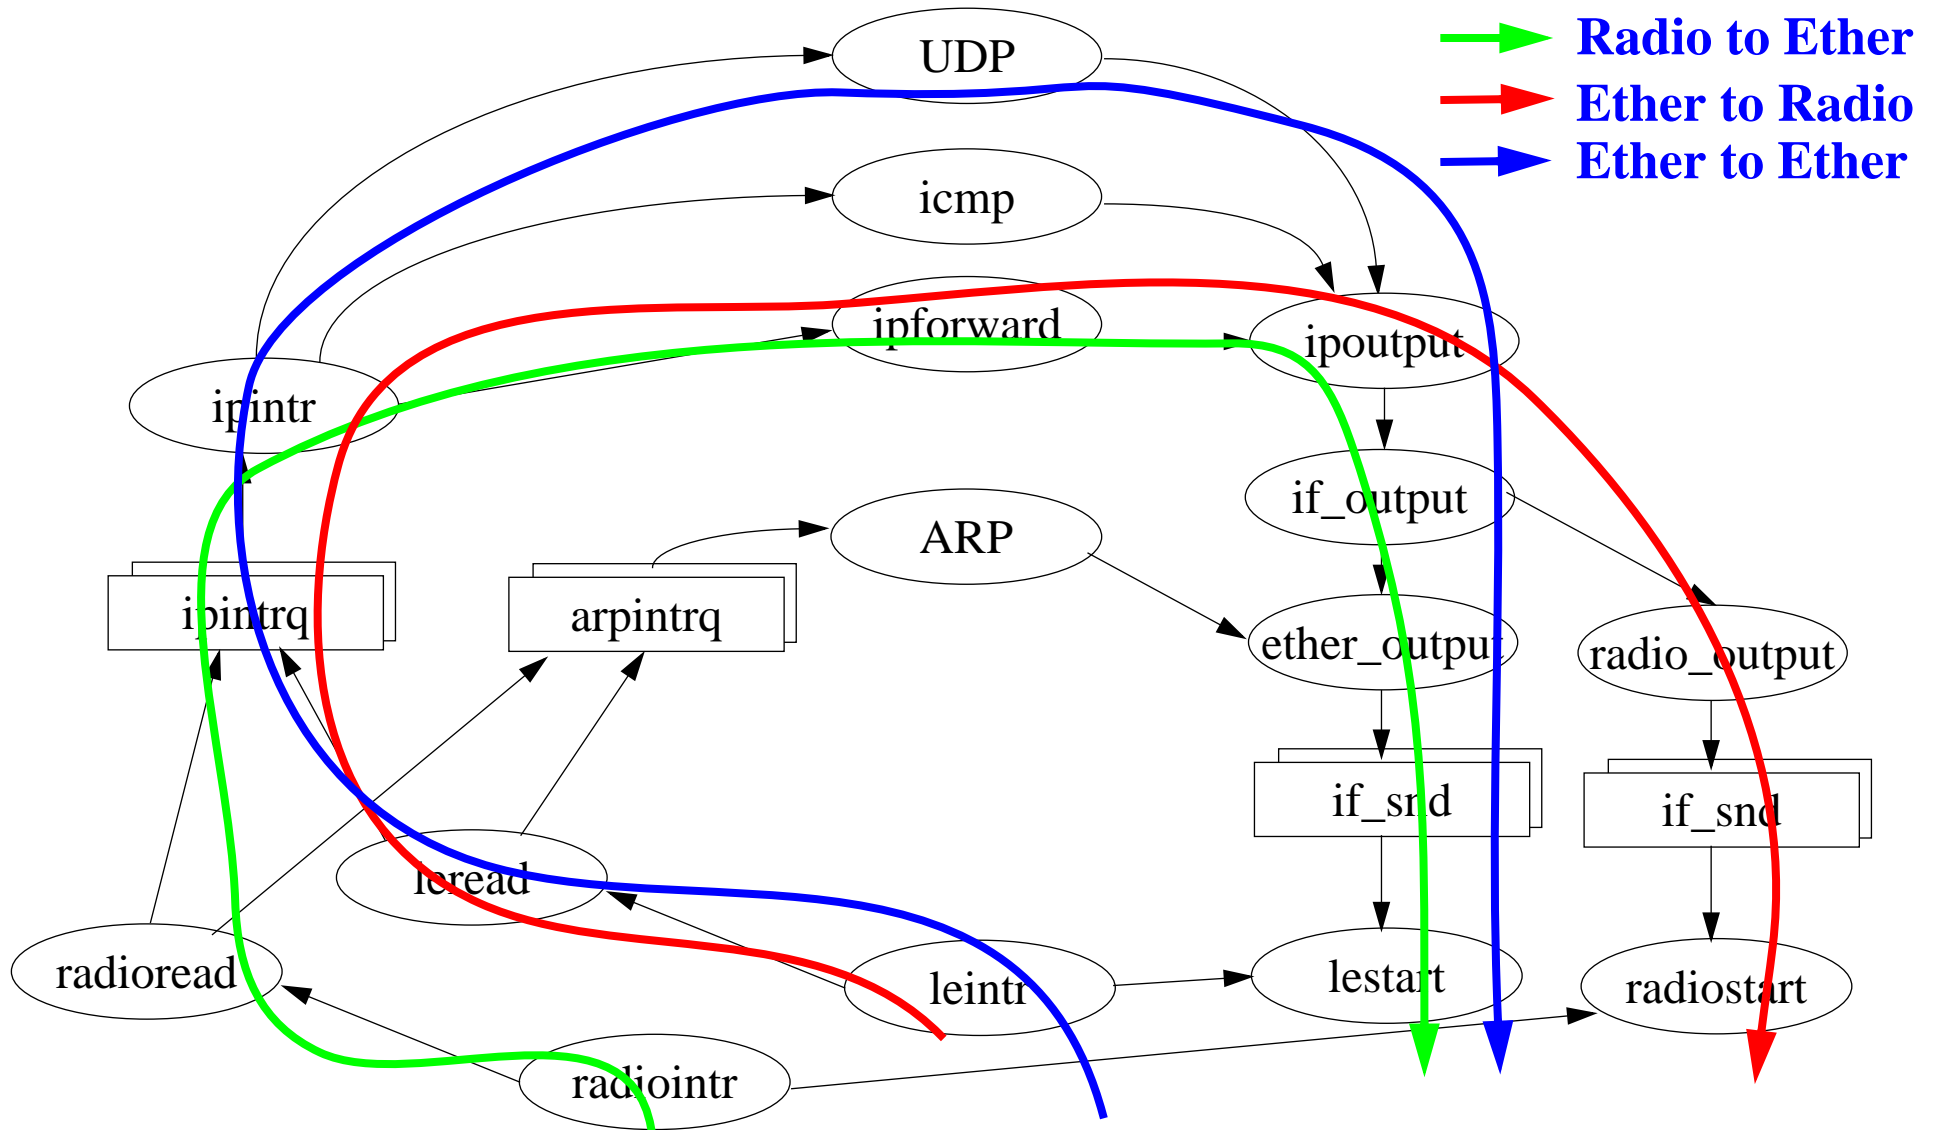 UDP
Radio to Ether
Ether to Radio
Ether to Ether
icmp
ipforward
ipoutput
ipintr
if_output
ARP
ipintrq
arpintrq
ether_output
radio_output
if_snd
if_snd
leread
radioread
leintr
lestart
radiostart
radiointr